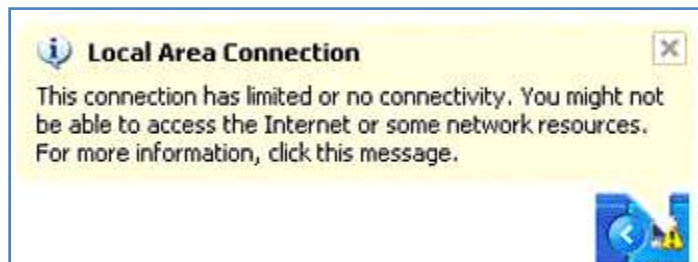 Local Area Connection
This connection has limited or no connectivity. You might not
be able to access the Internet or some network resources.
For more information, click this message.